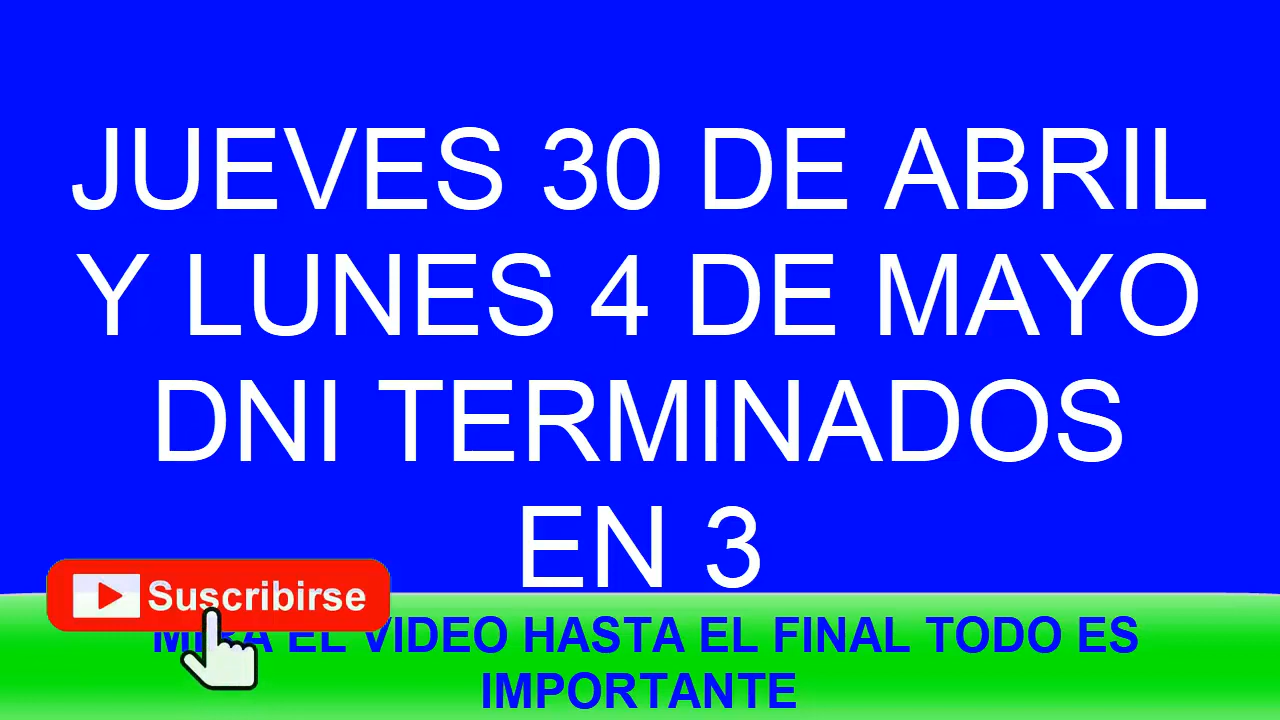 JUEVES 30 DE ABRIL
Y LUNES 4 DE MAYO
DNI TERMINADOS
EN 3
Suscribirse
MIRA EL VIDEO HASTA EL FINAL TODO ES
IMPORTANTE